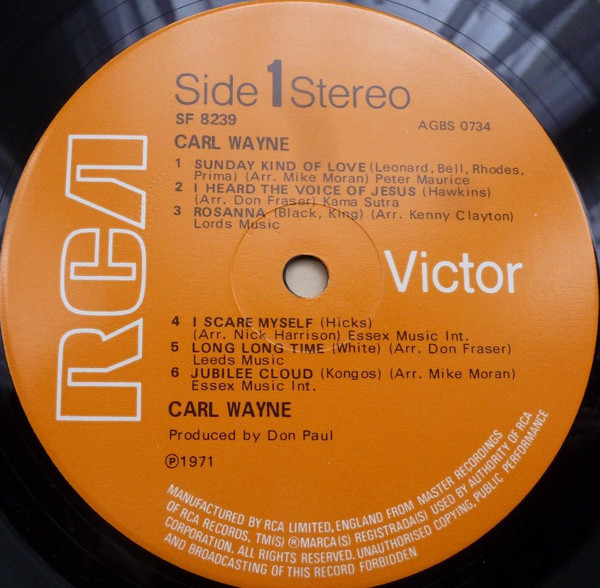 Side 1 Stereo
SF 8239
AGBS 0734
CARL WAYNE
1 SUNDAY KIND OF LOVE (Leonard, Bell, Rhodes,
Prima) (Arr. Mike Moran) Peter Maurice
2 I HEARD THE VOICE OF JESUS (Hawkins)
(Arr. Don Fraser) Kama Sutra
3 ROSANNA (Black, King) (Arr. Kenny Clayton)
Lords Music
RCA
Victor
4 I SCARE MYSELF (Hicks)
(Arr. Nick Harrison) Essex Music Int.
5 LONG LONG TIME (White) (Arr. Don Fraser)
Leeds Music
6 JUBILEE CLOUD (Kongos) (Arr. Mike Moran)
Essex Music Int.
CARL WAYNE
Produced by Don Paul
Ⓟ1971
MANUFACTURED BY RCA LIMITED, ENGLAND FROM MASTER RECORDINGS
OF RCA RECORDS, TM(S) ® MARCA(S) REGISTRADA(S) USED BY AUTHORITY OF RCA
CORPORATION. ALL RIGHTS RESERVED. UNAUTHORISED COPYING, PUBLIC PERFORMANCE
AND BROADCASTING OF THIS RECORD FORBIDDEN